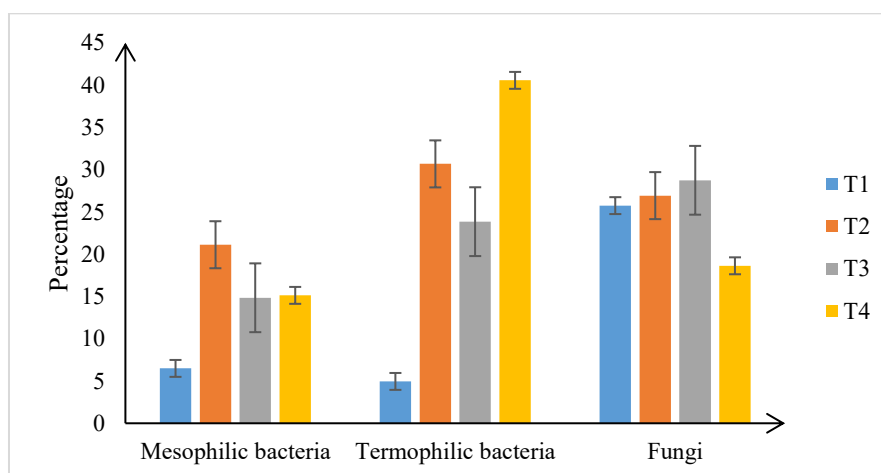 45
40
35
30
25
20
15
10
5
0
Percentage
Mesophilic bacteria
Termophilic bacteria
Fungi
T1
T2
T3
T4